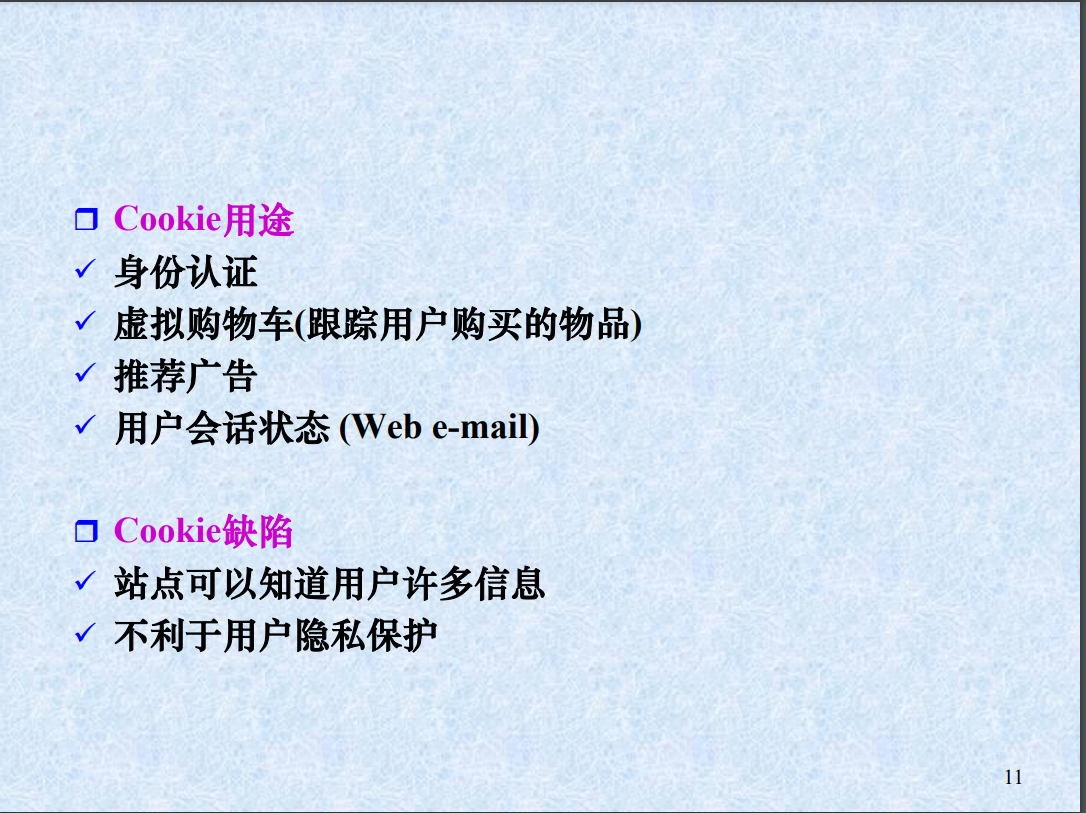 Cookie用途
身份认证
虚拟购物车(跟踪用户购买的物品)
推荐广告
用户会话状态 (Web e-mail)
Cookie缺陷
站点可以知道用户许多信息
不利于用户隐私保护
11